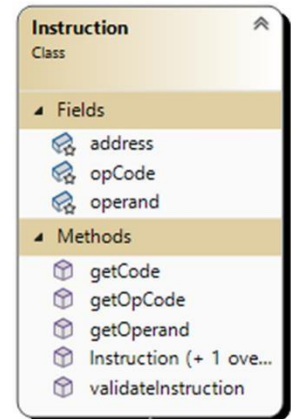 Instruction
Class
Fields
address
opCode
operand
Methods
getCode
getOpCode
getOperand
Instruction (+ 1 ove...
validateInstruction